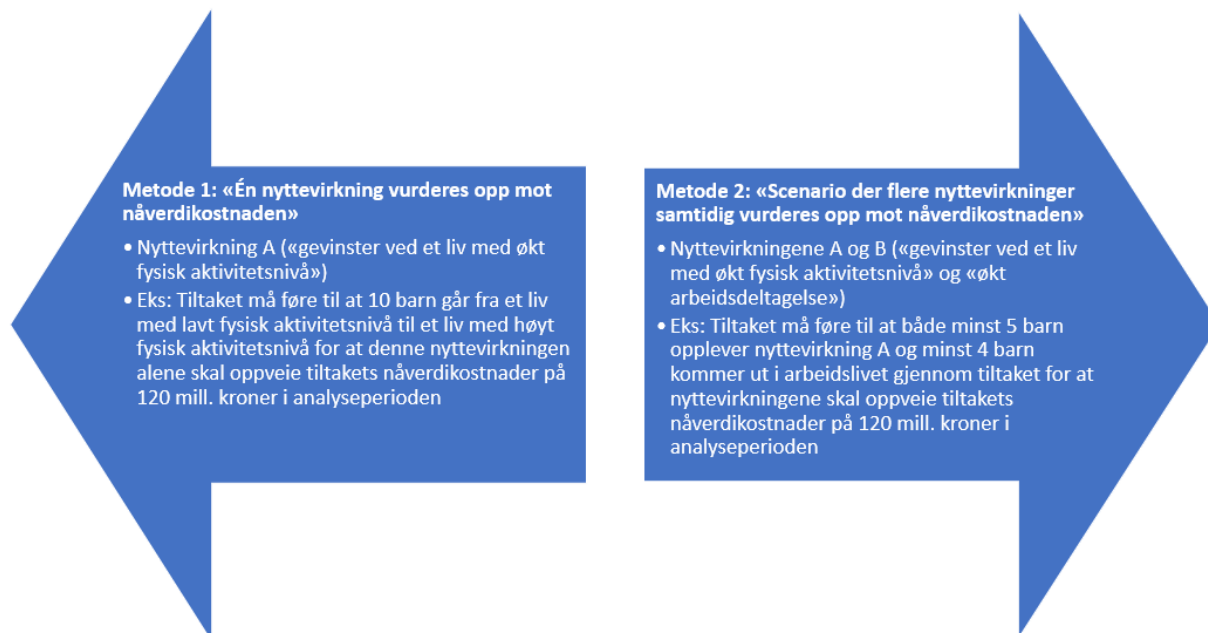 Metode 1: «Én nyttevirkning vurderes opp mot
nåverdikostnaden»
• Nyttevirkning A («gevinster ved et liv med økt
fysisk aktivitetsnivå»)
• Eks: Tiltaket må føre til at 10 barn går fra et liv
med lavt fysisk aktivitetsnivå til et liv med høyt
fysisk aktivitetsnivå for at denne nyttevirkningen
alene skal oppveie tiltakets nåverdikostnader på
120 mill. kroner i analyseperioden
Metode 2: «Scenario der flere nyttevirkninger
samtidig vurderes opp mot nåverdikostnaden»
• Nyttevirkningene A og B («gevinster ved et liv
med økt fysisk aktivitetsnivå» og «økt
arbeidsdeltagelse»)
• Eks: Tiltaket må føre til at både minst 5 barn
opplever nyttevirkning A og minst 4 barn
kommer ut i arbeidslivet gjennom tiltaket for at
nyttevirkningene skal oppveie tiltakets
nåverdikostnader på 120 mill. kroner i
analyseperioden